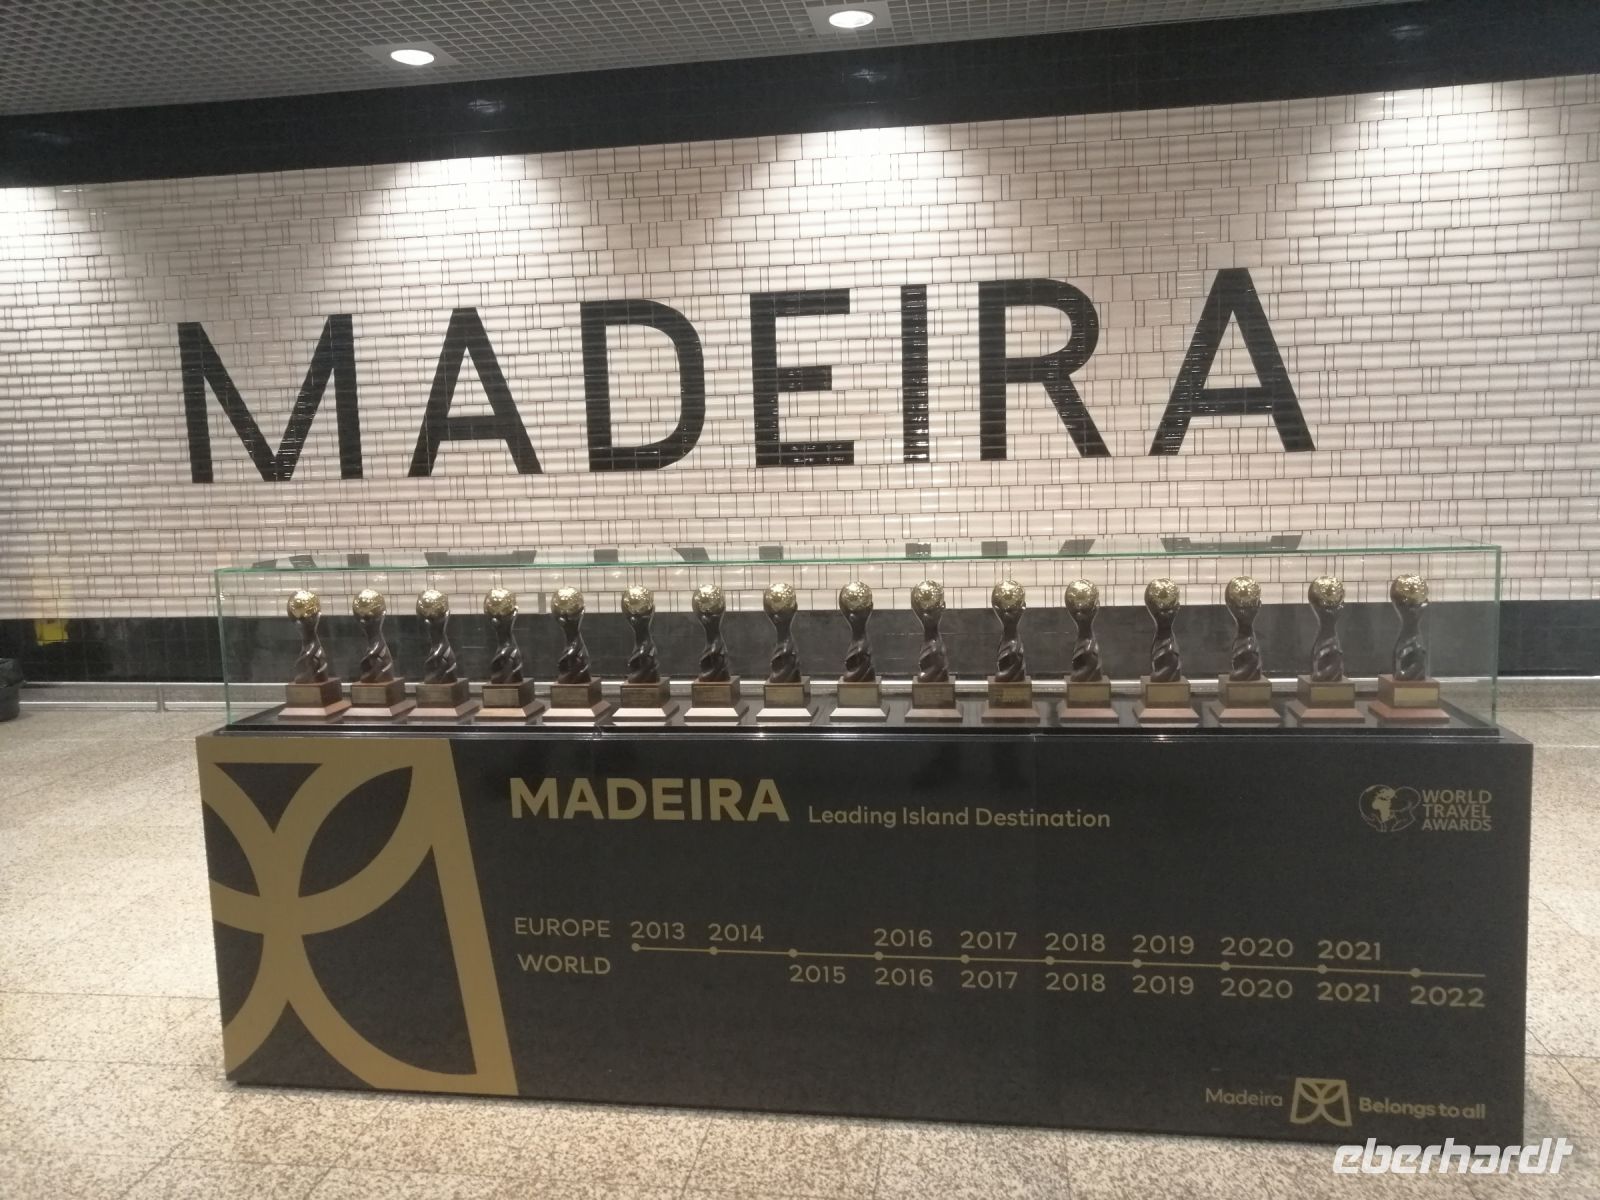 MADEIRA
MADEIRA Leading Island Destination
WORLD
TRAVEL
AWARDS
EUROPE 2013 2014 2016 2017 2018 2019 2020 2021
WORLD 2015 2016 2017 2018 2019 2020 2021 2022
Madeira Belongs to all
eberhardt